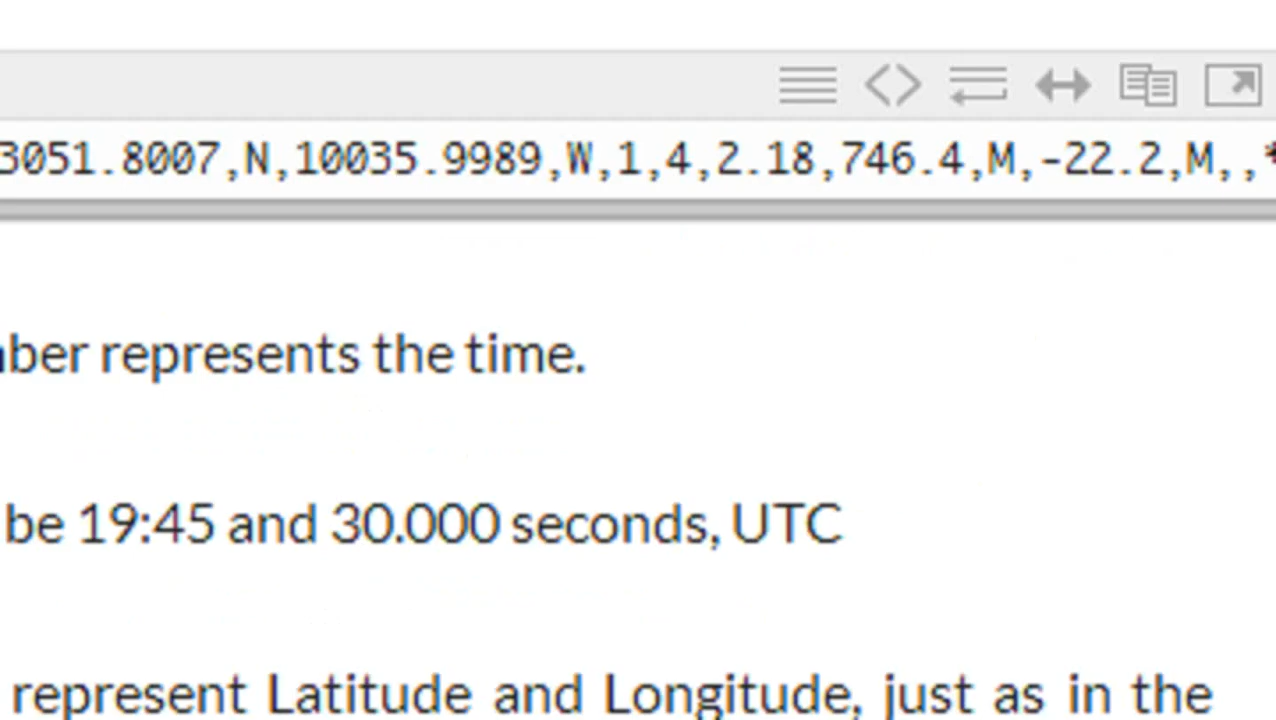 3051.8007,N,10035.9989,W,1,4,2.18,746.4,M,-22.2,M,,*
represents the time.
be 19:45 and 30.000 seconds, UTC
represent Latitude and Longitude, just as in the